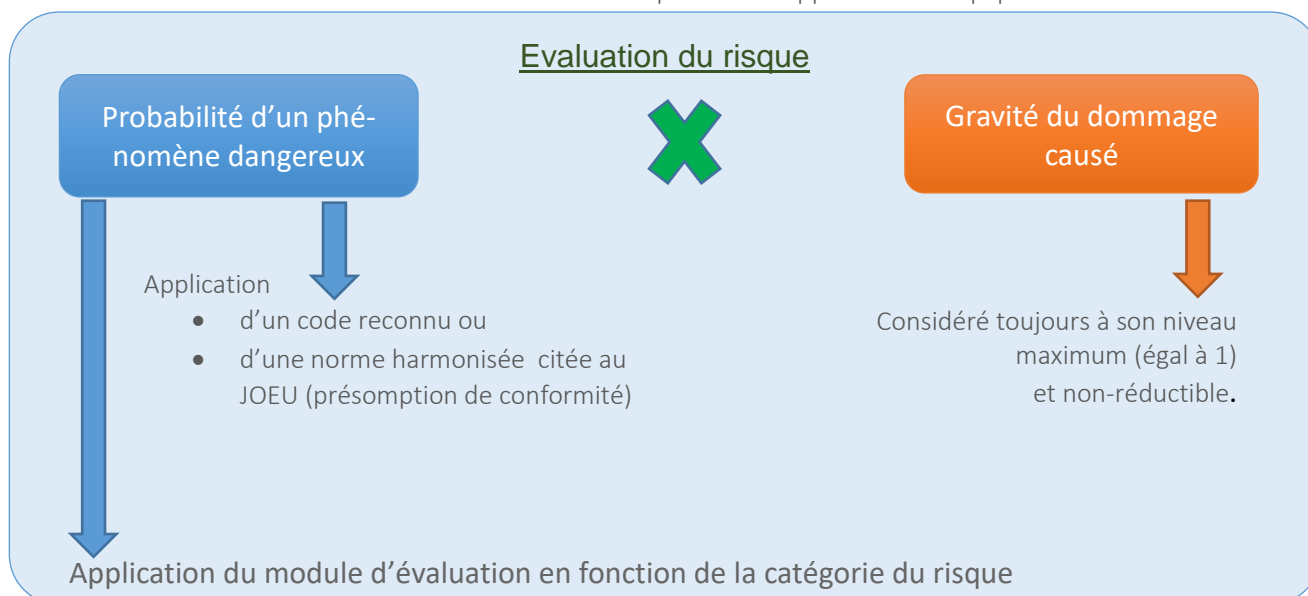 Evaluation du risque
Probabilité d'un phé-
nomène dangereux
Gravité du dommage
causé
Application
• d'un code reconnu ou
• d'une norme harmonisée citée au
JOEU (présomption de conformité)
Considéré toujours à son niveau
maximum (égal à 1)
et non-réductible.
Application du module d'évaluation en fonction de la catégorie du risque